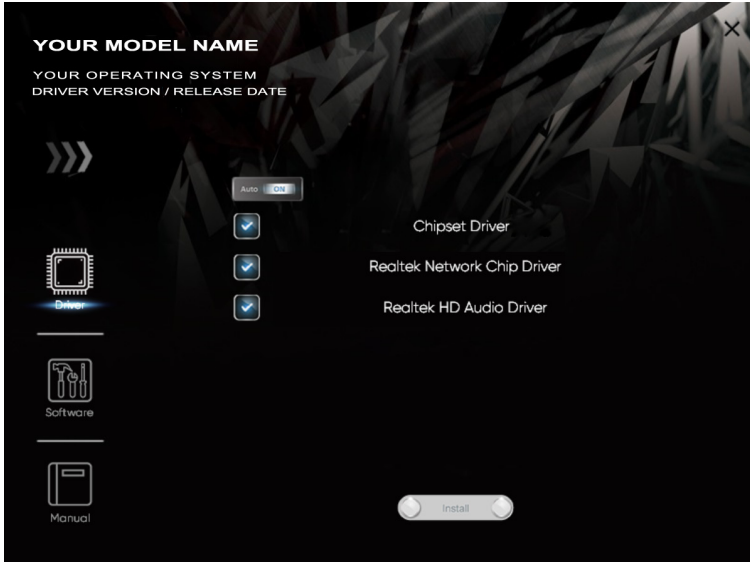 YOUR MODEL NAME
YOUR OPERATING SYSTEM
DRIVER VERSION / RELEASE DATE
Auto ON
Chipset Driver
Realtek Network Chip Driver
Realtek HD Audio Driver
Driver
Software
Manual
Install